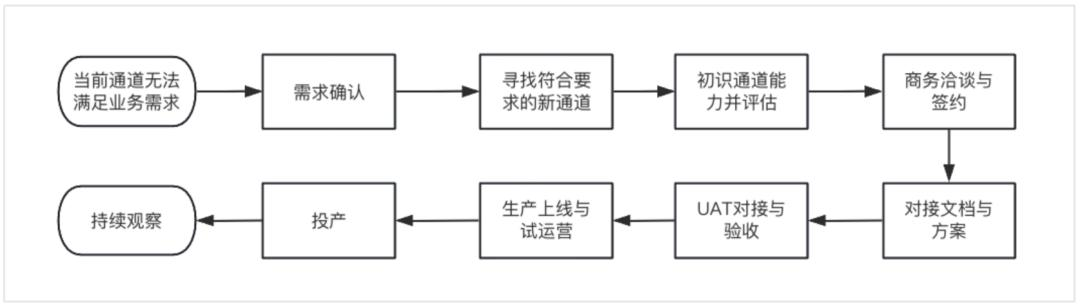 当前通道无法
满足业务需求
需求确认
寻找符合要
求的新通道
初识通道能
力并评估
商务洽谈与
签约
对接文档与
方案
UAT对接与
验收
生产上线与
试运营
投产
持续观察